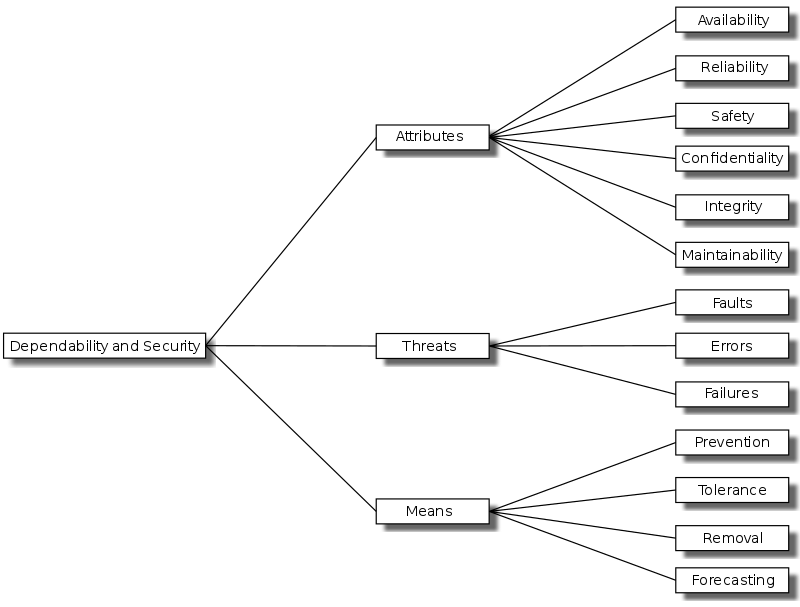 Dependability and Security
Attributes
Availability
Reliability
Safety
Confidentiality
Integrity
Maintainability
Threats
Faults
Errors
Failures
Means
Prevention
Tolerance
Removal
Forecasting